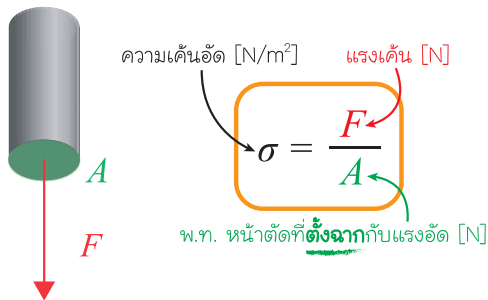 ความเค้นอัด [N/m²]
แรงเค้น [N]
A
F
σ = F/A
พ.ท. หน้าตัดที่ตั้งฉากกับแรงอัด [N]